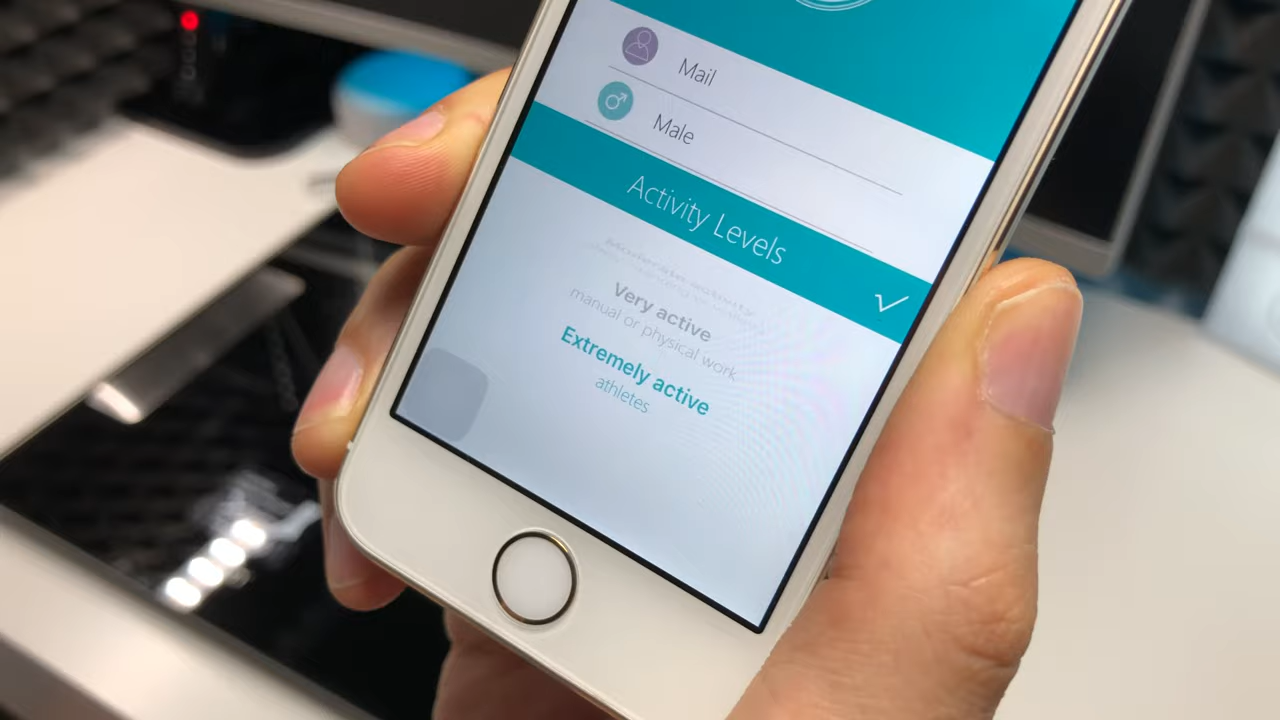 Mail
Male
Activity Levels
Very active
manual or physical work
Extremely active
athletes